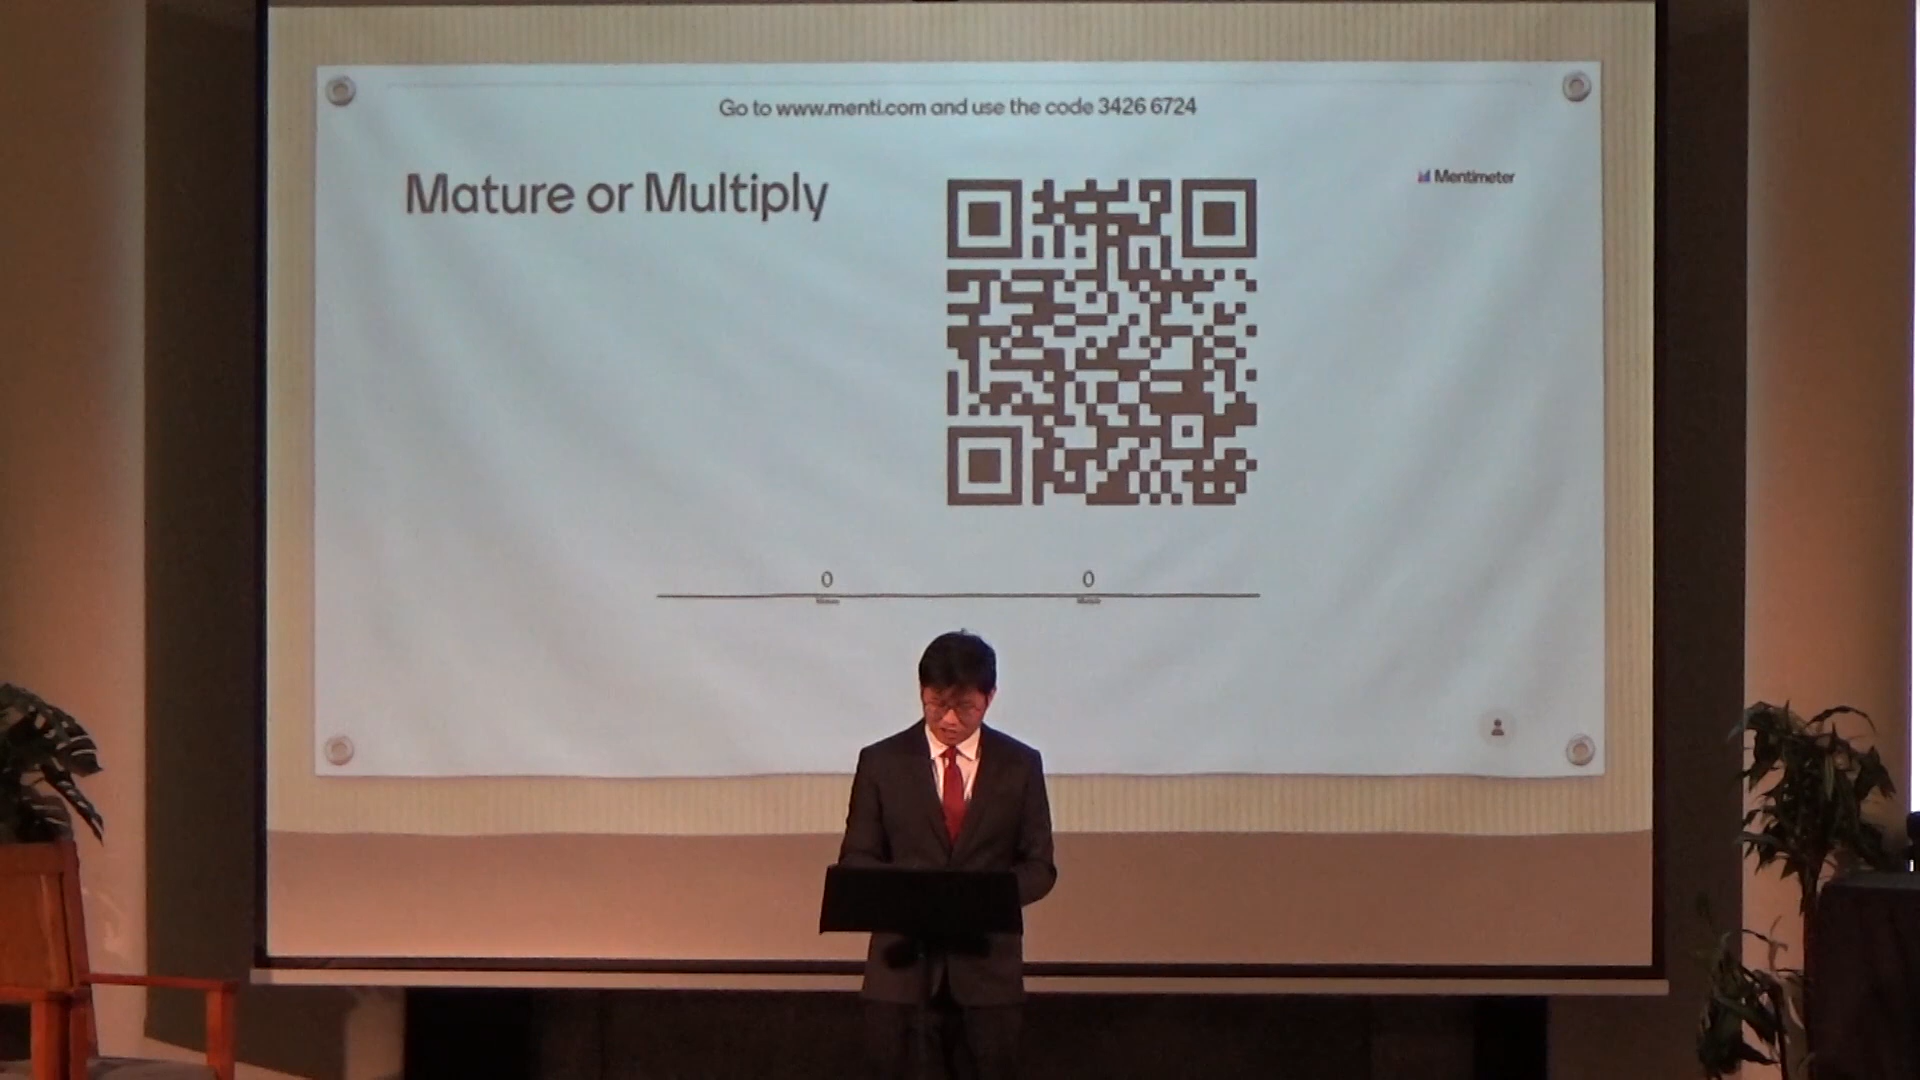 Go to www.menti.com and use the code 3426 6724
Mature or Multiply
Mentimeter
0
0